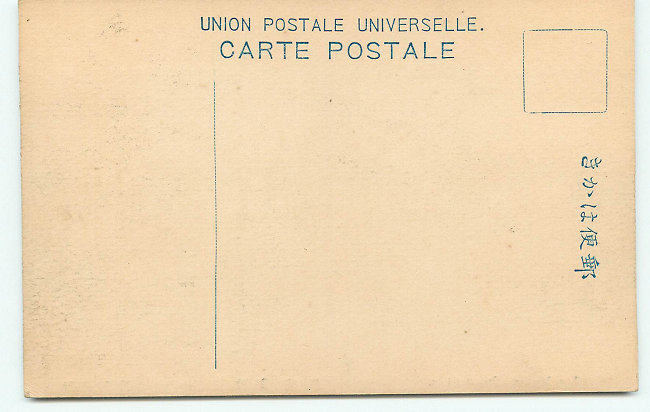 UNION POSTALE UNIVERSELLE.
CARTE POSTALE
郵便はかき